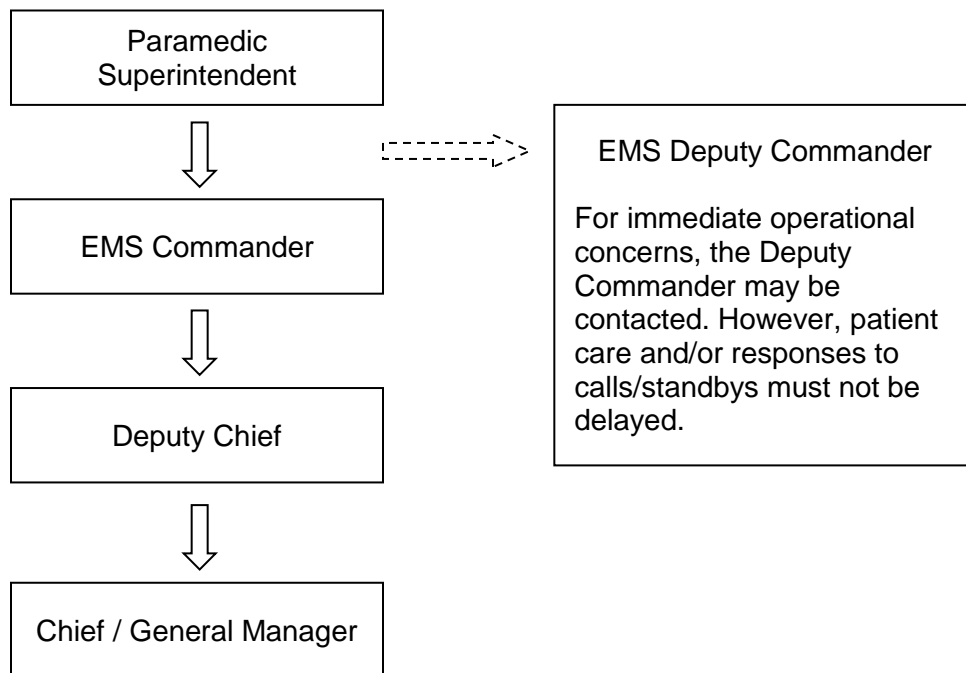 Paramedic
Superintendent
EMS Commander
Deputy Chief
Chief / General Manager
EMS Deputy Commander
For immediate operational
concerns, the Deputy
Commander may be
contacted. However, patient
care and/or responses to
calls/standbys must not be
delayed.